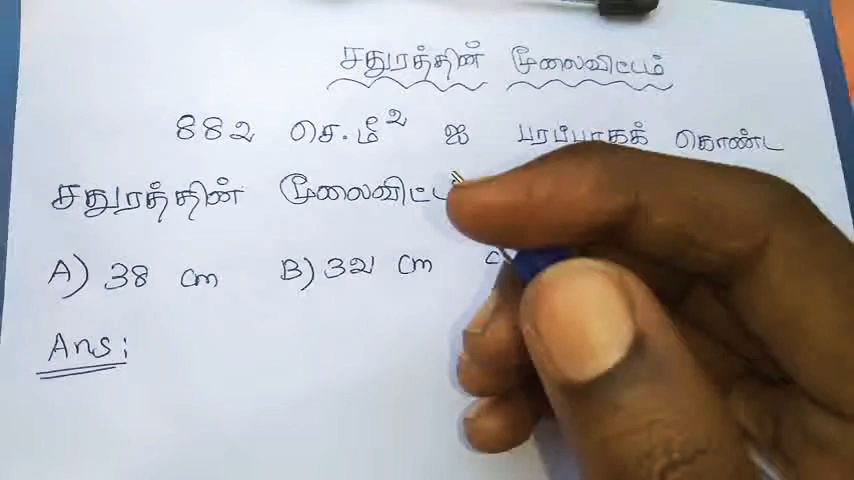 சதுரத்தின் மூலைவிட்டம்
882 செ.மீ² ஐ பரப்பாகக் கொண்ட
சதுரத்தின்
A) 38 cm B) 32 cm
Ans: